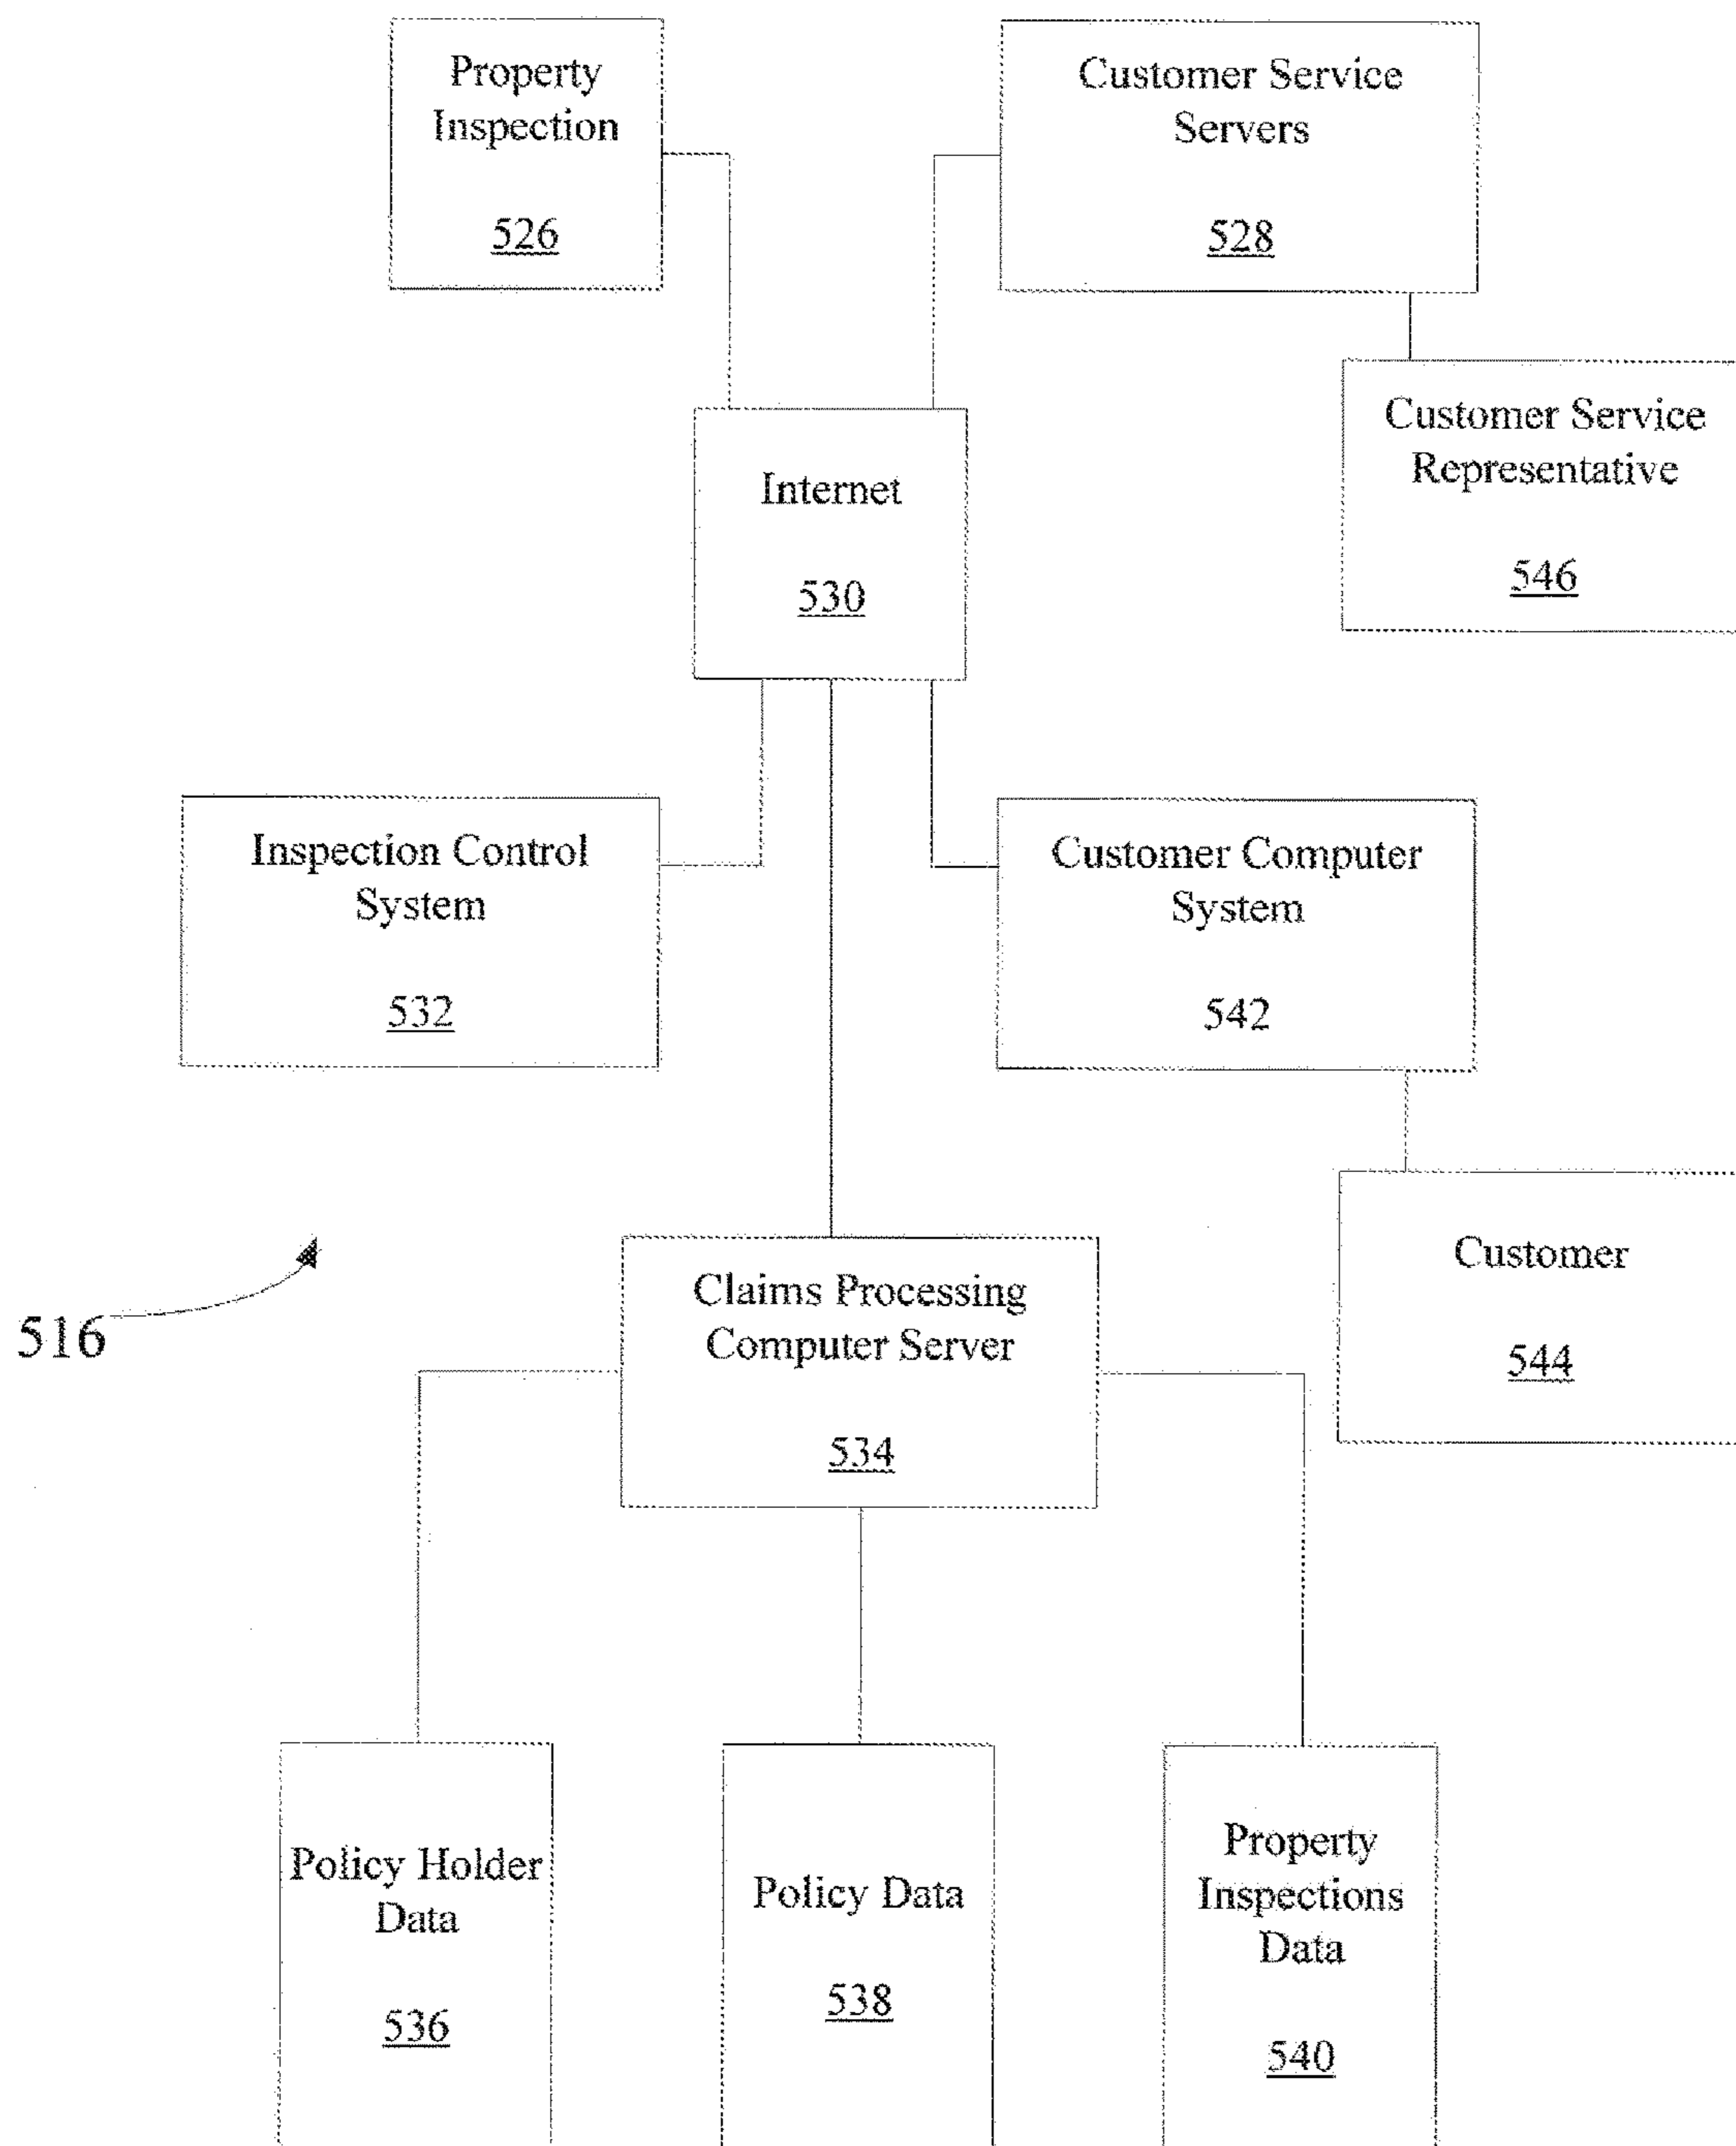 Property
Inspection
526
Customer Service
Servers
528
Customer Service
Representative
546
Internet
530
Inspection Control
System
532
Customer Computer
System
542
Customer
544
516
Claims Processing
Computer Server
534
Policy Holder
Data
536
Policy Data
538
Property
Inspections
Data
540